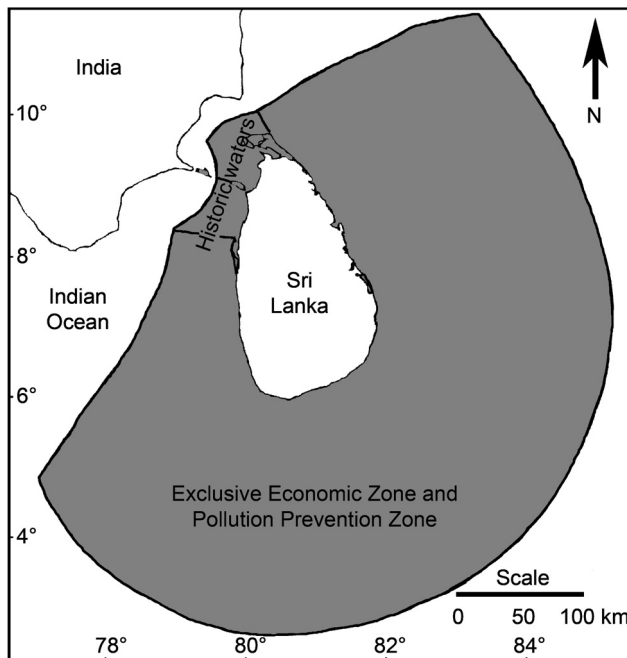 India
N
10°
Historic waters
8°
Sri
Lanka
Indian
Ocean
6°
Exclusive Economic Zone and
Pollution Prevention Zone
4°
Scale
0 50 100 km
78° 80° 82° 84°